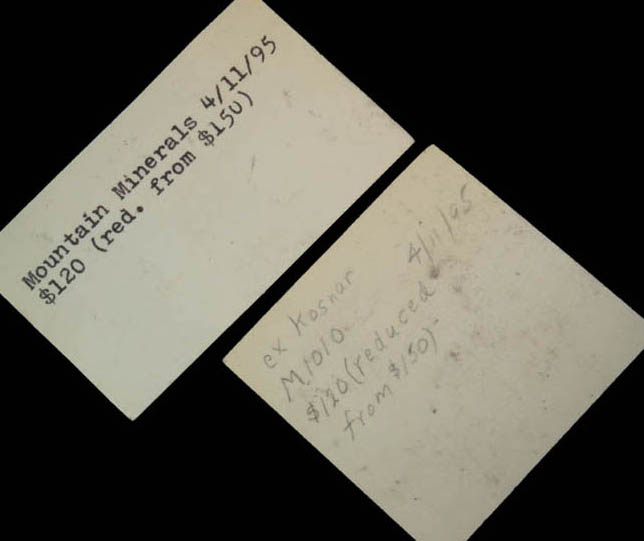 Mountain Minerals 4/11/95
$120 (red. from $150)
ex Kosnar 4/11/95
M1010
$120 (reduced
from $150)